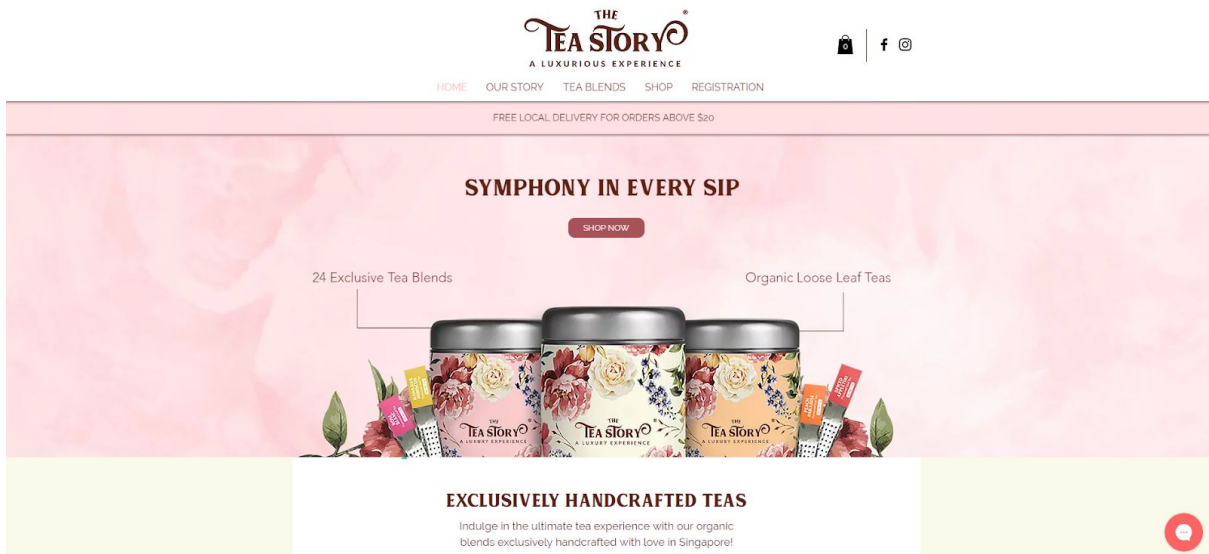 THE
TEA STORY®
A LUXURIOUS EXPERIENCE
0
HOME OUR STORY TEA BLENDS SHOP REGISTRATION
FREE LOCAL DELIVERY FOR ORDERS ABOVE $20
SYMPHONY IN EVERY SIP
SHOP NOW
24 Exclusive Tea Blends
Organic Loose Leaf Teas
THE
TEA STORY
A LUXURY EXPERIENCE
THE
TEA STORY
A LUXURY EXPERIENCE
THE
TEA STORY
A LUXURY EXPERIENCE
EXCLUSIVELY HANDCRAFTED TEAS
Indulge in the ultimate tea experience with our organic
blends exclusively handcrafted with love in Singapore!